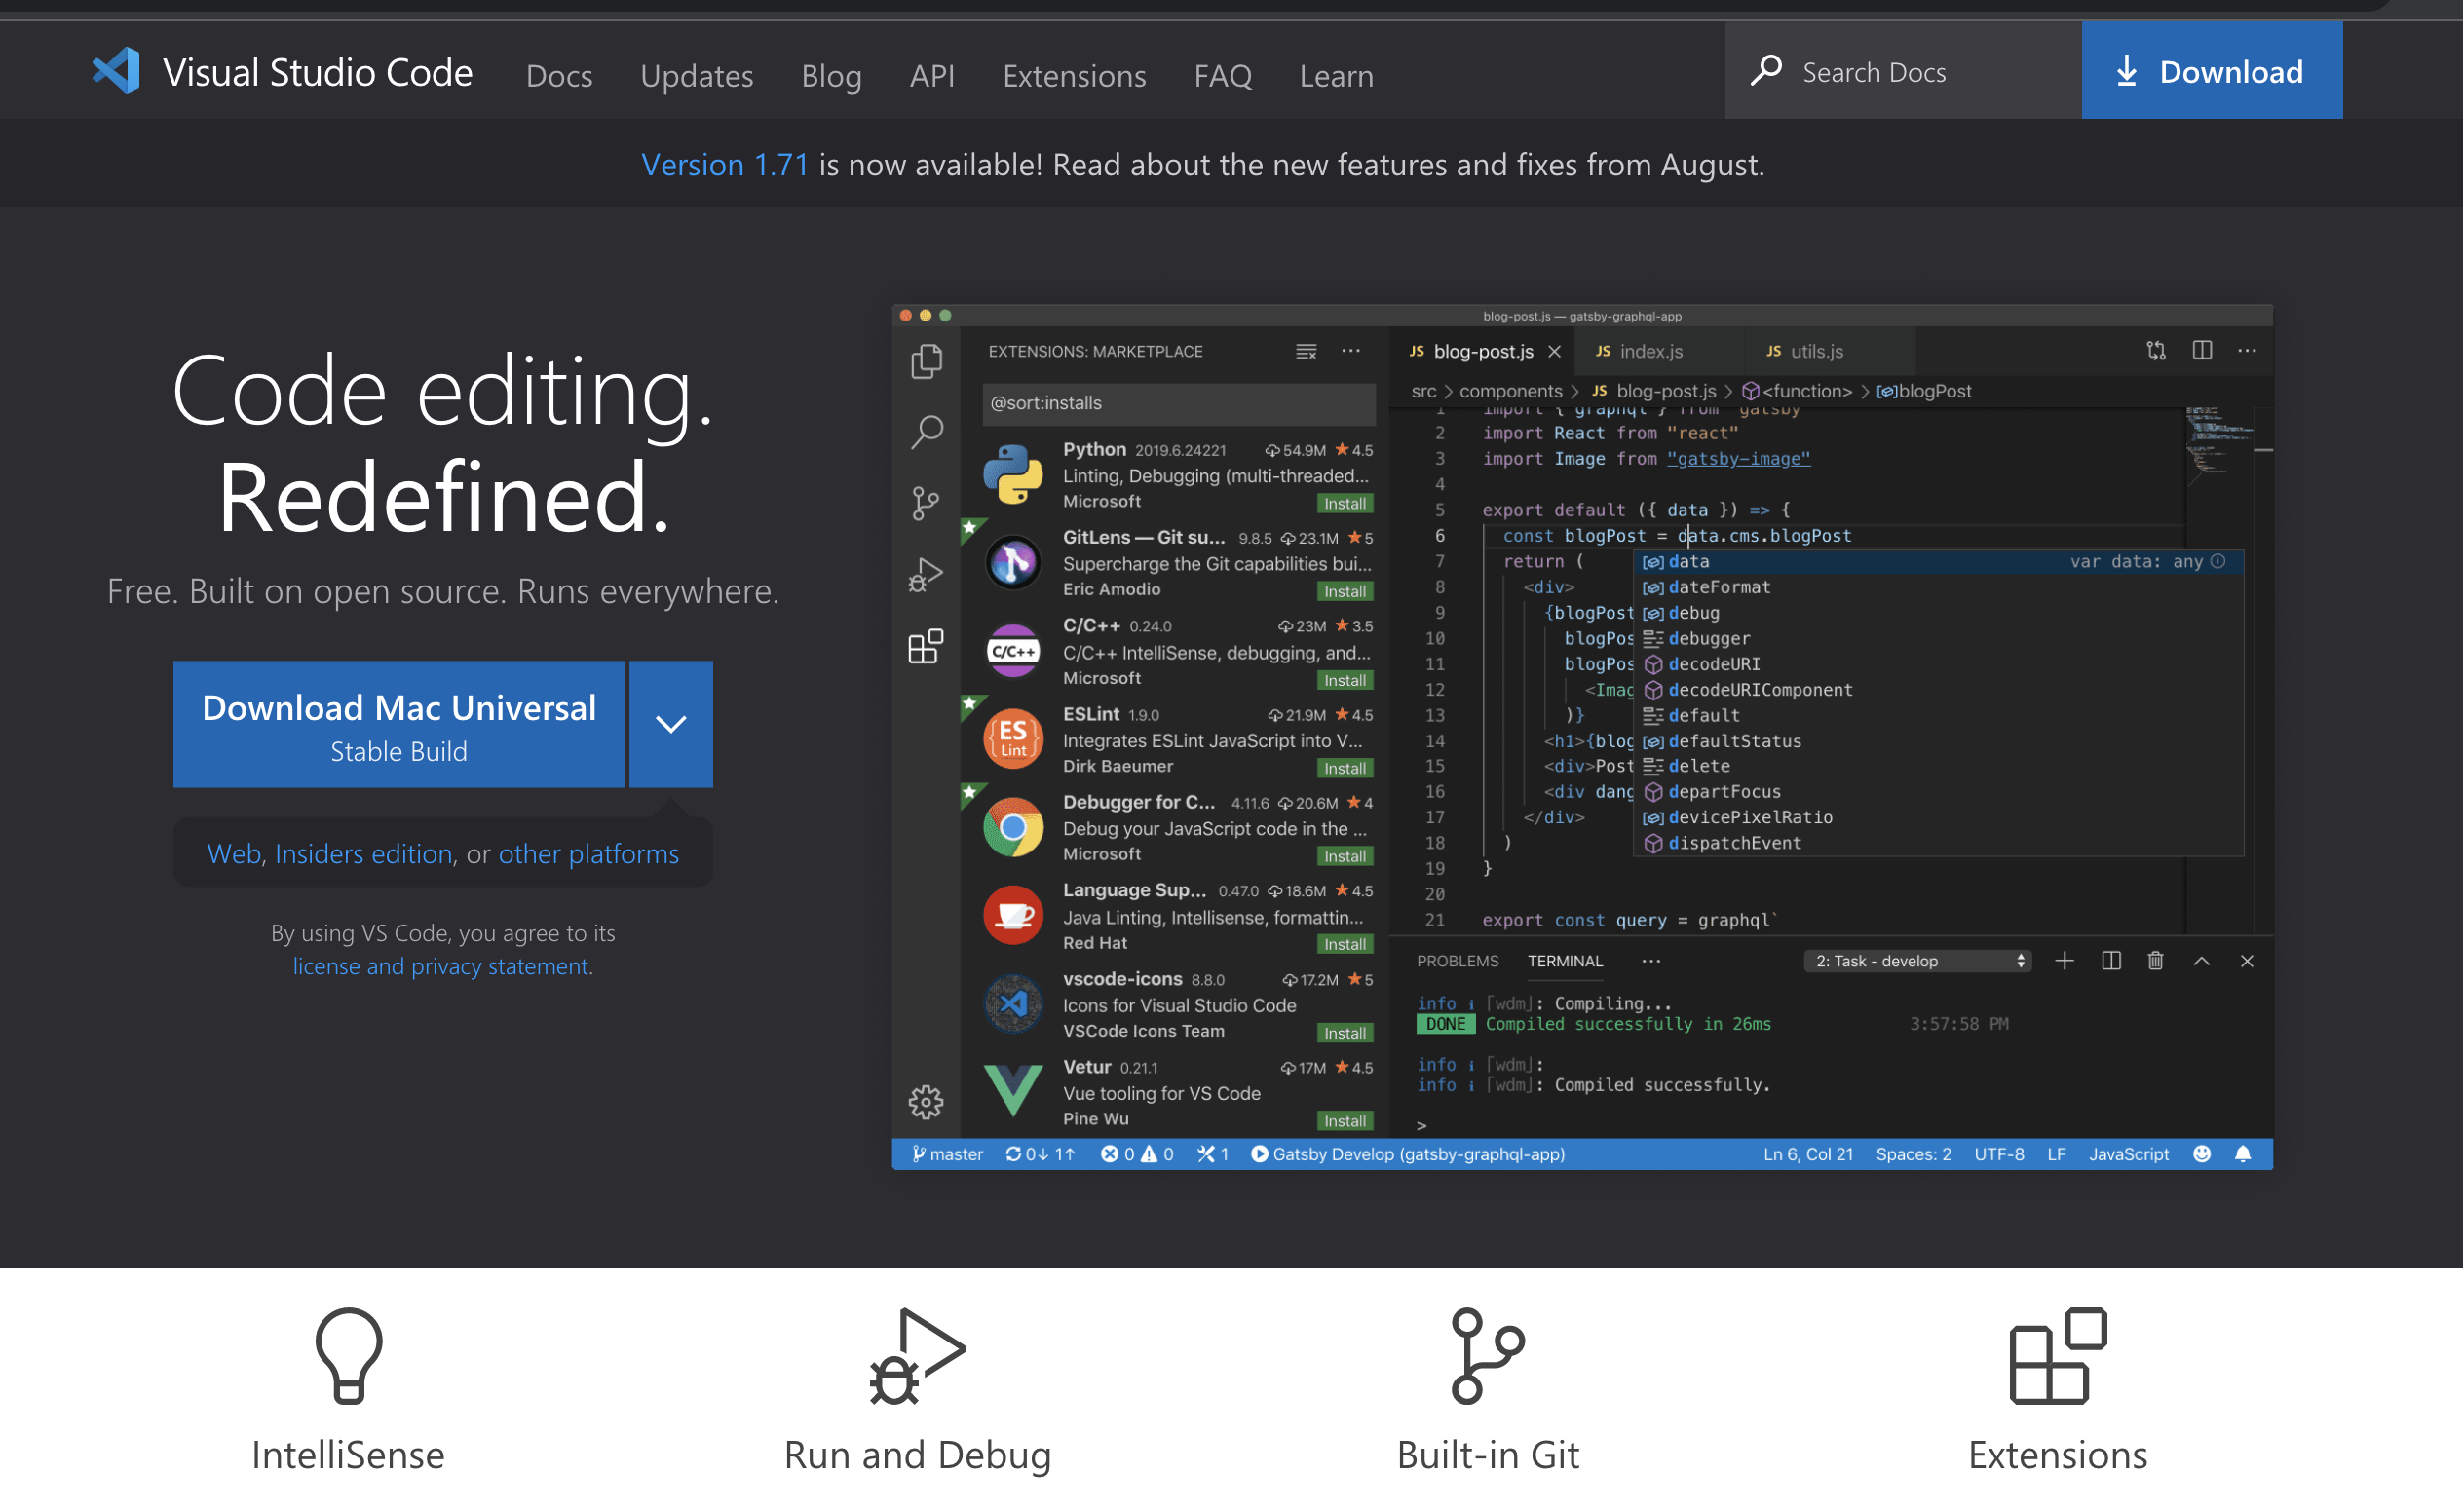 Visual Studio Code Docs Updates Blog API Extensions FAQ Learn Search Docs Download
Version 1.71 is now available! Read about the new features and fixes from August.
Code editing.
Redefined.
Free. Built on open source. Runs everywhere.
Download Mac Universal
Stable Build
Web, Insiders edition, or other platforms
By using VS Code, you agree to its
license and privacy statement.
blog-post.js — gatsby-graphql-app
EXTENSIONS: MARKETPLACE ...
@sort:installs
Python 2019.6.24221 54.9M 4.5
Linting, Debugging (multi-threaded...
Microsoft Install
GitLens — Git su... 9.8.5 23.1M 5
Supercharge the Git capabilities bui...
Eric Amodio Install
C/C++
C/C++ 0.24.0 23M 3.5
C/C++ IntelliSense, debugging, and...
Microsoft Install
ES
Lint
ESLint 1.9.0 21.9M 4.5
Integrates ESLint JavaScript into V...
Dirk Baeumer Install
Debugger for C... 4.11.6 20.6M 4
Debug your JavaScript code in the ...
Microsoft Install
Language Sup... 0.47.0 18.6M 4.5
Java Linting, Intellisense, formattin...
Red Hat Install
vscode-icons 8.8.0 17.2M 5
Icons for Visual Studio Code
VSCode Icons Team Install
Vetur 0.21.1 17M 4.5
Vue tooling for VS Code
Pine Wu Install
JS blog-post.js JS index.js JS utils.js ...
src > components > JS blog-post.js > <function> > blogPost
1 import { graphql } from "gatsby"
2 import React from "react"
3 import Image from "gatsby-image"
4
5 export default ({ data }) => {
6 const blogPost = data.cms.blogPost
7 return (
8 <div>
9 {blogPost
10 blogPos
11 blogPos
12 <Imag
13 )}
14 <h1>{blog
15 <div>Post
16 <div dang
17 </div>
18 )
19 }
20
21 export const query = graphql`
data var data: any
dateFormat
debug
debugger
decodeURI
decodeURIComponent
default
defaultStatus
delete
departFocus
devicePixelRatio
dispatchEvent
PROBLEMS TERMINAL ... 2: Task - develop
info i ⌈wdm⌋: Compiling...
DONE Compiled successfully in 26ms 3:57:58 PM
info i ⌈wdm⌋:
info i ⌈wdm⌋: Compiled successfully.
>
master 0↓ 1↑ 0 0 1 Gatsby Develop (gatsby-graphql-app) Ln 6, Col 21 Spaces: 2 UTF-8 LF JavaScript
IntelliSense
Run and Debug
Built-in Git
Extensions